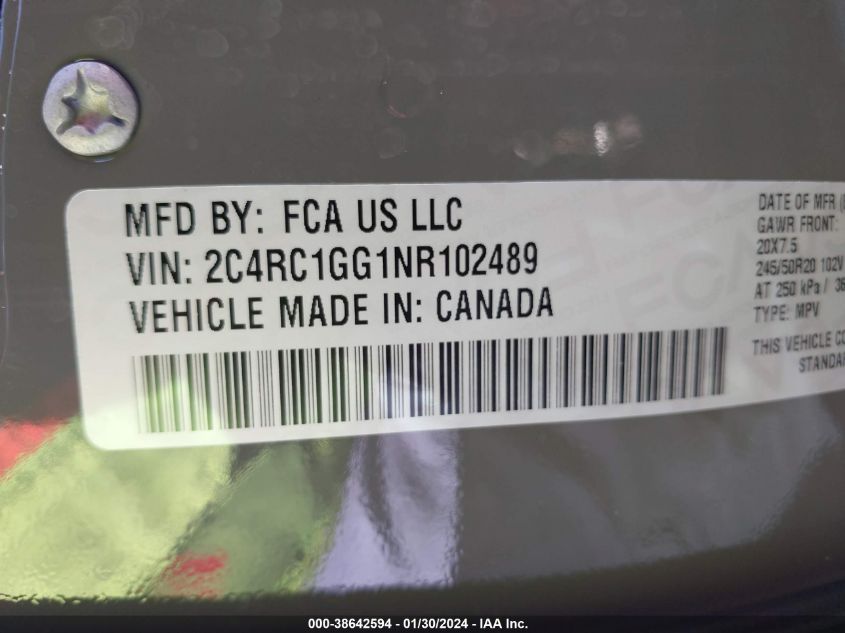 MFD BY: FCA US LLC
VIN: 2C4RC1GG1NR102489
VEHICLE MADE IN: CANADA
DATE OF MFR
GAWR FRONT:
20X7.5
245/50R20 102V
AT 250 kPa /
TYPE: MPV
THIS VEHICLE
000-38642594 - 01/30/2024 - IAA Inc.